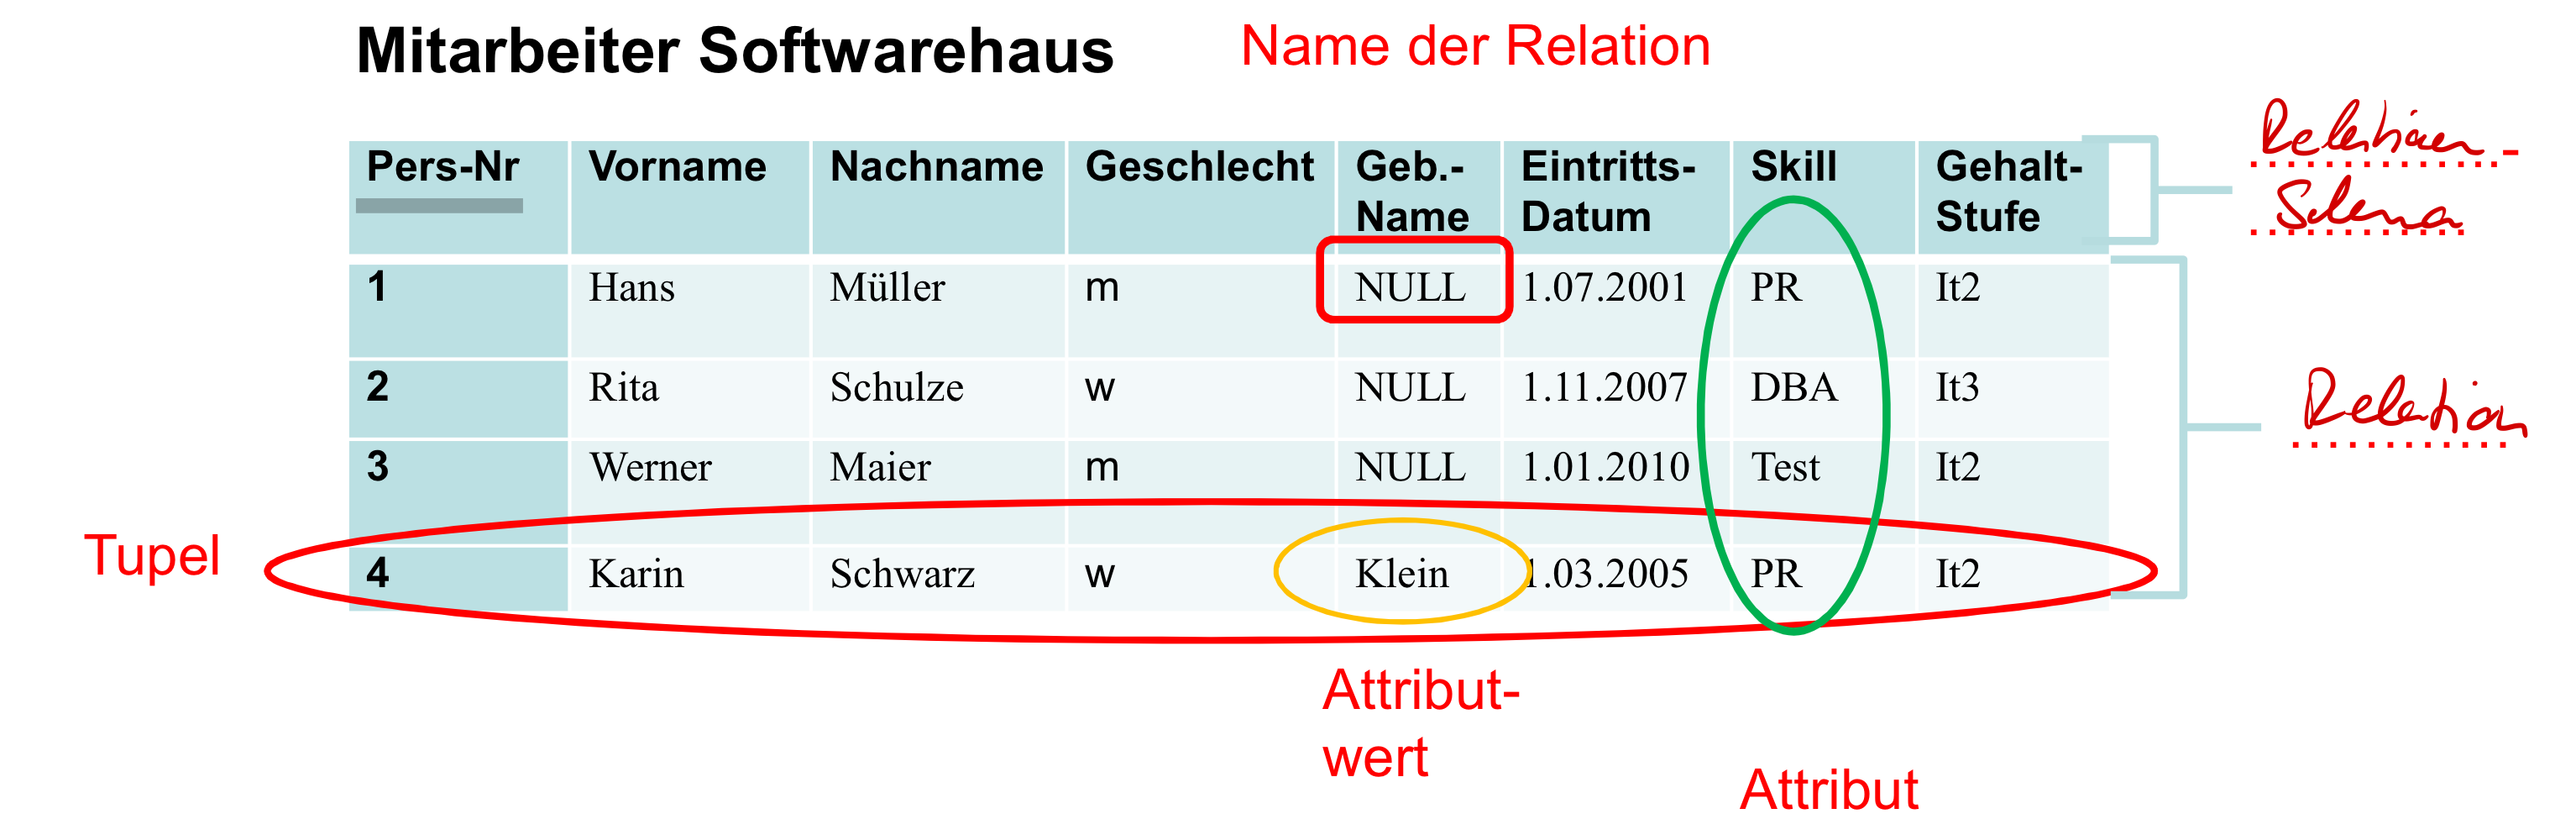 Mitarbeiter Softwarehaus Name der Relation
Pers-Nr Vorname Nachname Geschlecht Geb.- Eintritts- Skill Gehalt-
Name Datum Stufe
Relationen-
Schema
1 Hans Müller m NULL 1.07.2001 PR It2
2 Rita Schulze w NULL 1.11.2007 DBA It3
Relation
3 Werner Maier m NULL 1.01.2010 Test It2
Tupel
4 Karin Schwarz w Klein 1.03.2005 PR It2
Attribut-
wert
Attribut